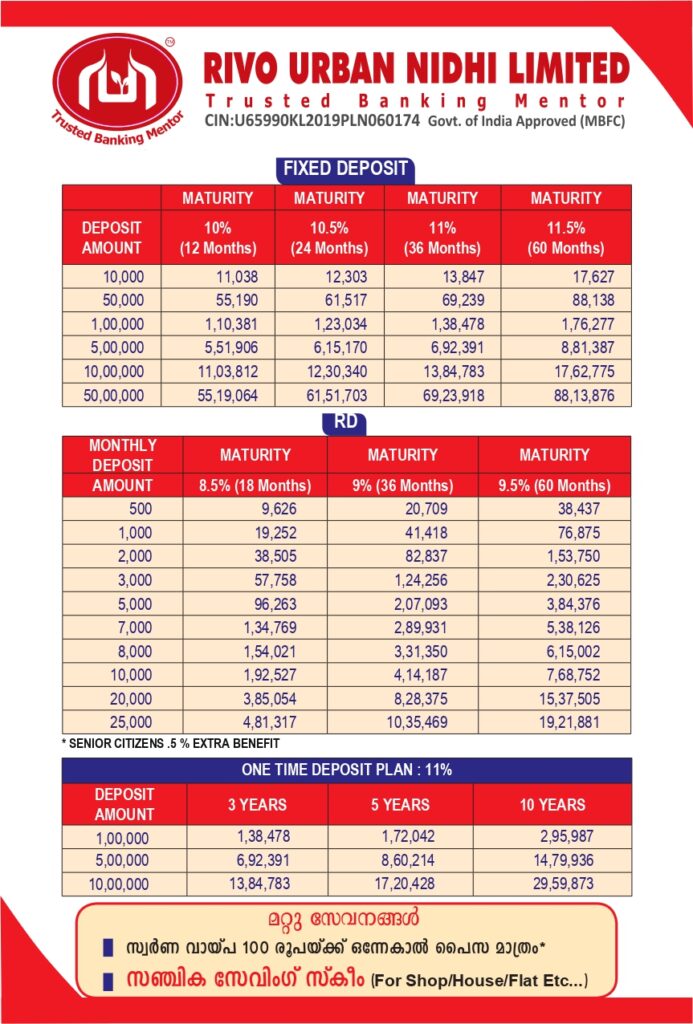 TM
Trusted Banking Mentor
RIVO URBAN NIDHI LIMITED
Trusted Banking Mentor
CIN:U65990KL2019PLN060174 Govt. of India Approved (MBFC)
FIXED DEPOSIT
MATURITY MATURITY MATURITY MATURITY
DEPOSIT AMOUNT 10% (12 Months) 10.5% (24 Months) 11% (36 Months) 11.5% (60 Months)
10,000 11,038 12,303 13,847 17,627
50,000 55,190 61,517 69,239 88,138
1,00,000 1,10,381 1,23,034 1,38,478 1,76,277
5,00,000 5,51,906 6,15,170 6,92,391 8,81,387
10,00,000 11,03,812 12,30,340 13,84,783 17,62,775
50,00,000 55,19,064 61,51,703 69,23,918 88,13,876
RD
MONTHLY DEPOSIT MATURITY MATURITY MATURITY
AMOUNT 8.5% (18 Months) 9% (36 Months) 9.5% (60 Months)
500 9,626 20,709 38,437
1,000 19,252 41,418 76,875
2,000 38,505 82,837 1,53,750
3,000 57,758 1,24,256 2,30,625
5,000 96,263 2,07,093 3,84,376
7,000 1,34,769 2,89,931 5,38,126
8,000 1,54,021 3,31,350 6,15,002
10,000 1,92,527 4,14,187 7,68,752
20,000 3,85,054 8,28,375 15,37,505
25,000 4,81,317 10,35,469 19,21,881
* SENIOR CITIZENS .5 % EXTRA BENEFIT
ONE TIME DEPOSIT PLAN : 11%
DEPOSIT AMOUNT 3 YEARS 5 YEARS 10 YEARS
1,00,000 1,38,478 1,72,042 2,95,987
5,00,000 6,92,391 8,60,214 14,79,936
10,00,000 13,84,783 17,20,428 29,59,873
മറ്റു സേവനങ്ങൾ
സ്വർണ വായ്പ 100 രൂപയ്ക്ക് ഒന്നേകാൽ പൈസ മാത്രം*
സഞ്ചിക സേവിംഗ് സ്കീം (For Shop/House/Flat Etc...)